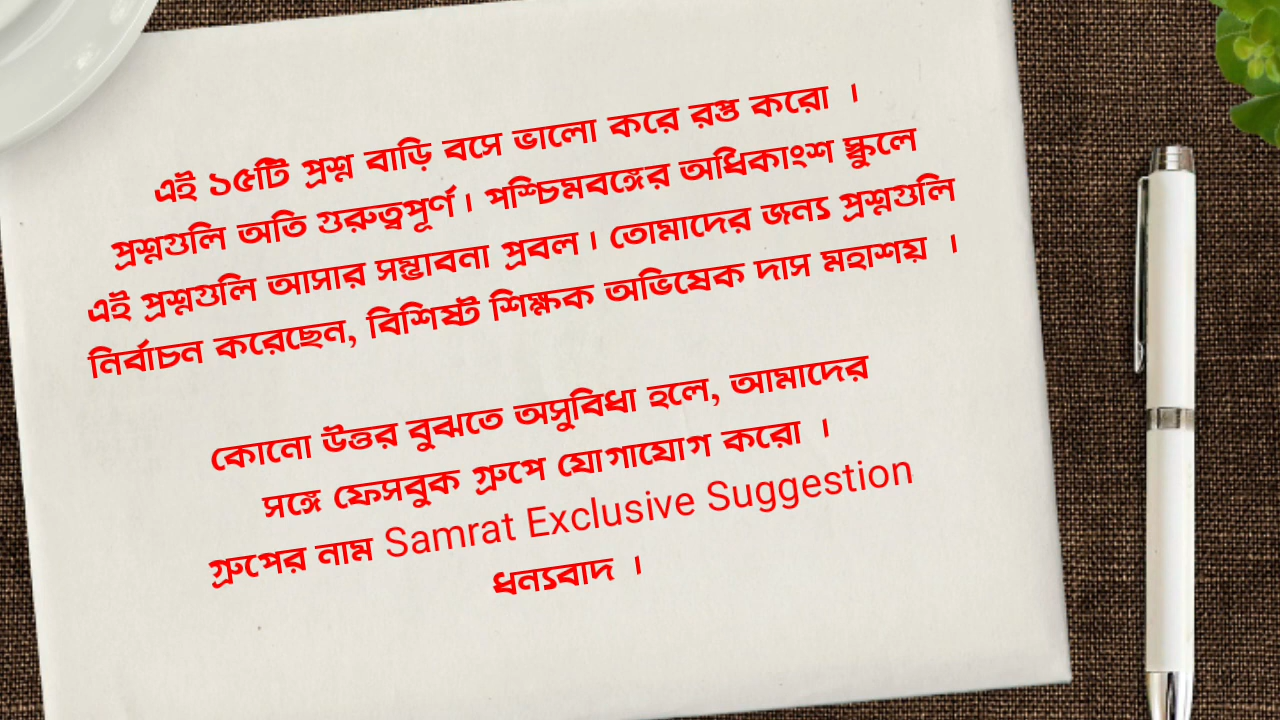 এই ১৫টি প্রশ্ন বাড়ি বসে ভালো করে রপ্ত করো ।
প্রশ্নগুলি অতি গুরুত্বপূর্ণ। পশ্চিমবঙ্গের অধিকাংশ স্কুলে
এই প্রশ্নগুলি আসার সম্ভাবনা প্রবল। তোমাদের জন্য প্রশ্নগুলি
নির্বাচন করেছেন, বিশিষ্ট শিক্ষক অভিষেক দাস মহাশয় ।
কোনো উত্তর বুঝতে অসুবিধা হলে, আমাদের
সঙ্গে ফেসবুক গ্রুপে যোগাযোগ করো ।
গ্রুপের নাম Samrat Exclusive Suggestion
ধন্যবাদ ।